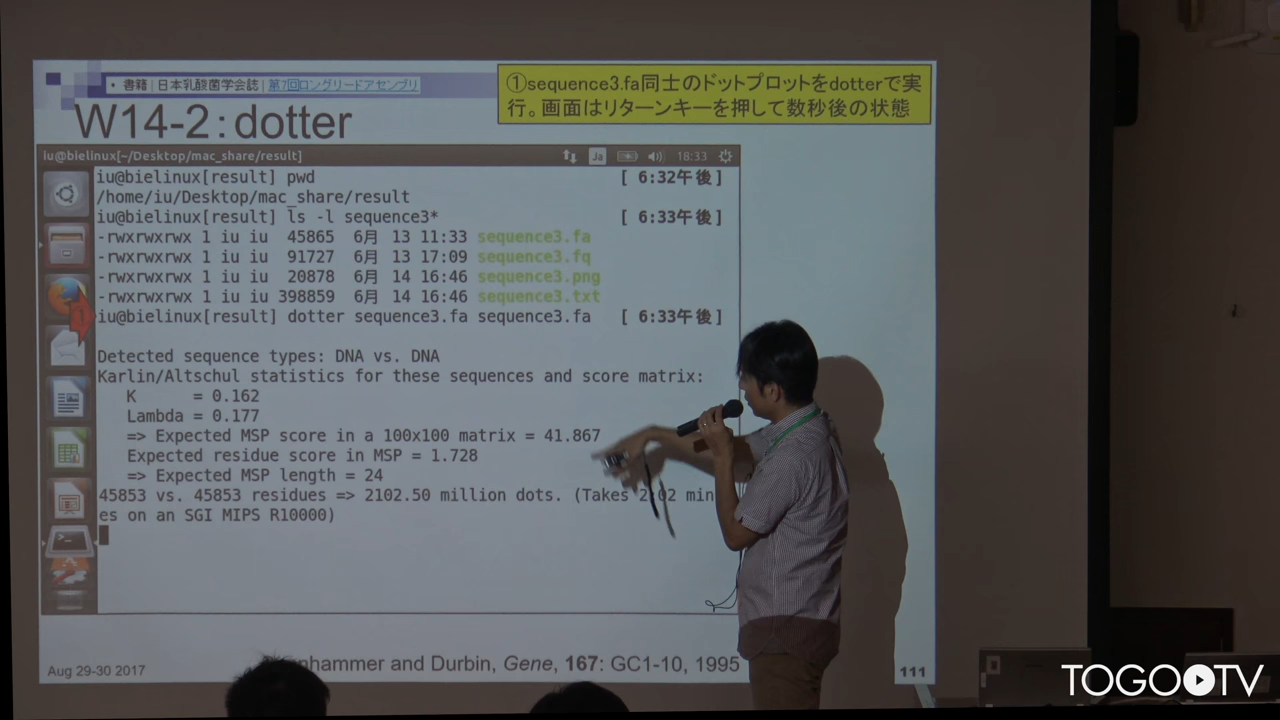 • 書籍 | 日本乳酸菌学会誌 | 第7回ロングリードアセンブリ
①sequence3.fa同士のドットプロットをdotterで実
行。画面はリターンキーを押して数秒後の状態
W14-2:dotter
iu@bielinux[~/Desktop/mac_share/result]
Ja
18:33
iu@bielinux[result] pwd [ 6:32午後]
/home/iu/Desktop/mac_share/result
iu@bielinux[result] ls -l sequence3* [ 6:33午後]
-rwxrwxrwx 1 iu iu 45865 6月 13 11:33 sequence3.fa
-rwxrwxrwx 1 iu iu 91727 6月 13 17:09 sequence3.fq
-rwxrwxrwx 1 iu iu 20878 6月 14 16:46 sequence3.png
-rwxrwxrwx 1 iu iu 398859 6月 14 16:46 sequence3.txt
①
iu@bielinux[result] dotter sequence3.fa sequence3.fa [ 6:33午後]
Detected sequence types: DNA vs. DNA
Karlin/Altschul statistics for these sequences and score matrix:
K = 0.162
Lambda = 0.177
=> Expected MSP score in a 100x100 matrix = 41.867
Expected residue score in MSP = 1.728
=> Expected MSP length = 24
45853 vs. 45853 residues => 2102.50 million dots. (Takes 2:02 min
es on an SGI MIPS R10000)
Aug 29-30 2017
nhammer and Durbin, Gene, 167: GC1-10, 1995
111
TOGO TV